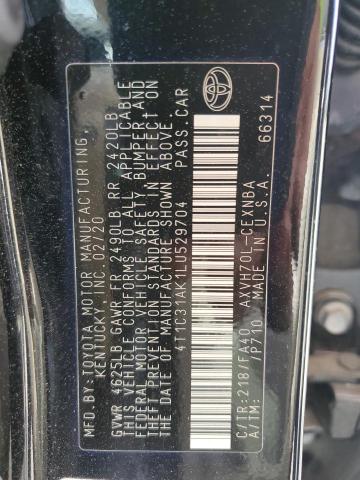 MFD. BY:TOYOTA MOTOR MANUFACTURING,
KENTUCKY, INC. 02/20
GVWR 4625LB GAWR FR 2490LB RR 2420LB
THIS VEHICLE CONFORMS TO ALL APPLICABLE
FEDERAL MOTOR VEHICLE SAFETY, BUMPER AND
THEFT PREVENTION STANDARDS IN EFFECT ON
THE DATE OF MANUFACTURE SHOWN ABOVE.
4T1C31AK1LU529704 PASS.CAR
C/TR:218/FA40 AXVH70L-CEXNBA
A/TM: /P710 U.S.A. 66314